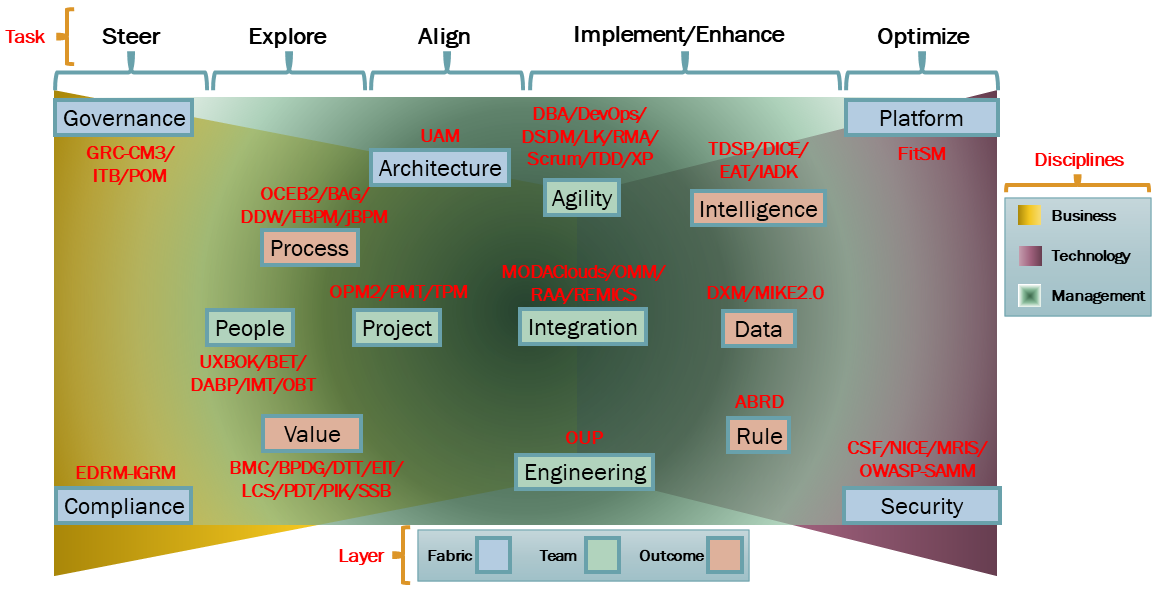 Task
Steer
Explore
Align
Implement/Enhance
Optimize
Governance
GRC-CM3/
ITB/POM
UAM
Architecture
DBA/DevOps/
DSDM/LK/RMA/
Scrum/TDD/XP
Agility
TDSP/DICE/
EAT/IADK
Intelligence
Platform
FitSM
Disciplines
Business
Technology
Management
OCEB2/BAG/
DDW/FBPM/jBPM
Process
OPM2/PMT/TPM
Project
MODAClouds/OMM/
RAA/REMICS
Integration
DXM/MIKE2.0
Data
People
UXBOK/BET/
DABP/IMT/OBT
Value
BMC/BPDG/DTT/EIT/
LCS/PDT/PIK/SSB
OUP
Engineering
ABRD
Rule
EDRM-IGRM
Compliance
CSF/NICE/MRIS/
OWASP-SAMM
Security
Layer
Fabric
Team
Outcome